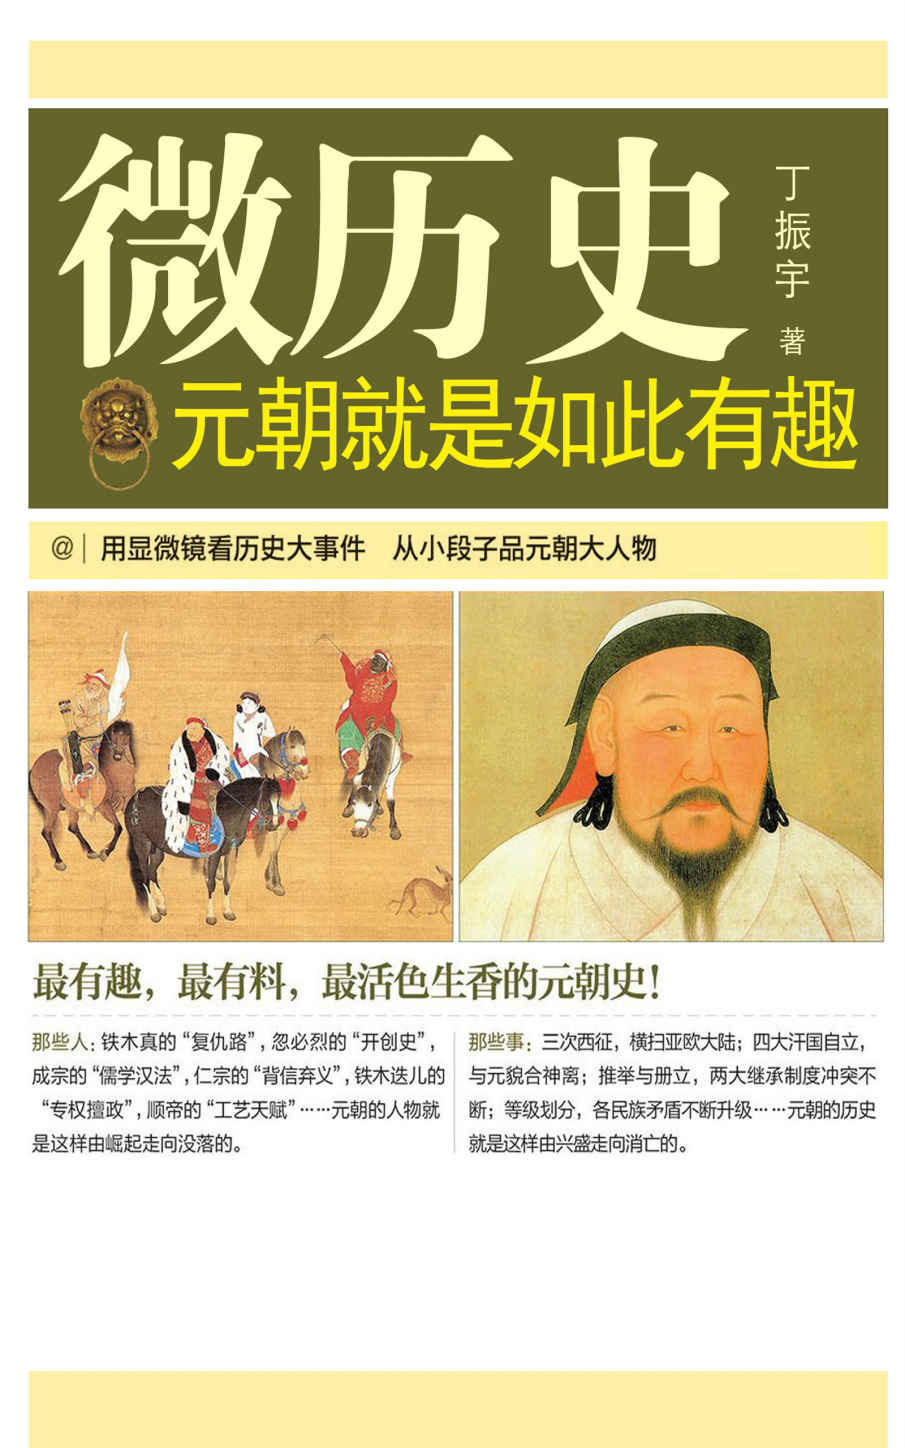 微历史
丁振宇 著
元朝就是如此有趣
@| 用显微镜看历史大事件 从小段子品元朝大人物
最有趣，最有料，最活色生香的元朝史！
那些人：铁木真的“复仇路”，忽必烈的“开创史”，
成宗的“儒学汉法”，仁宗的“背信弃义”，铁木迭儿的
“专权擅政”，顺帝的“工艺天赋”……元朝的人物就
是这样由崛起走向没落的。
那些事：三次西征，横扫亚欧大陆；四大汗国自立，
与元貌合神离；推举与册立，两大继承制度冲突不
断；等级划分，各民族矛盾不断升级……元朝的历史
就是这样由兴盛走向消亡的。